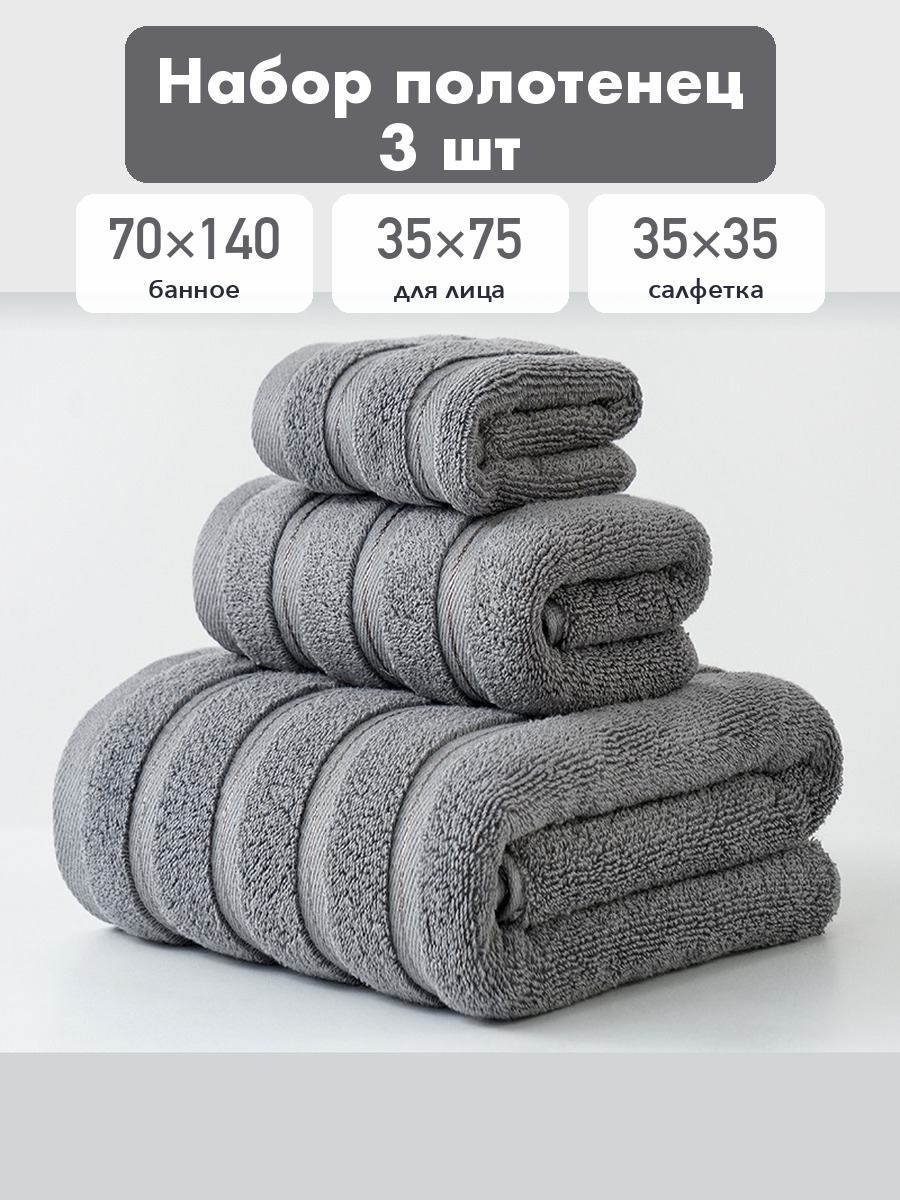 Набор полотенец
3 шт
70×140
банное
35×75
для лица
35×35
салфетка